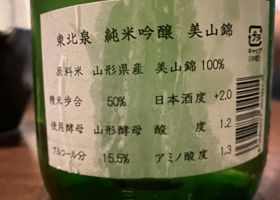 東北泉 純米吟醸 美山錦
原料米 山形県産 美山錦100%
精米歩合 50% 日本酒度 +2.0
使用酵母 山形酵母 酸度 1.2
アルコール分 15.5% アミノ酸度 1.3
キャップ